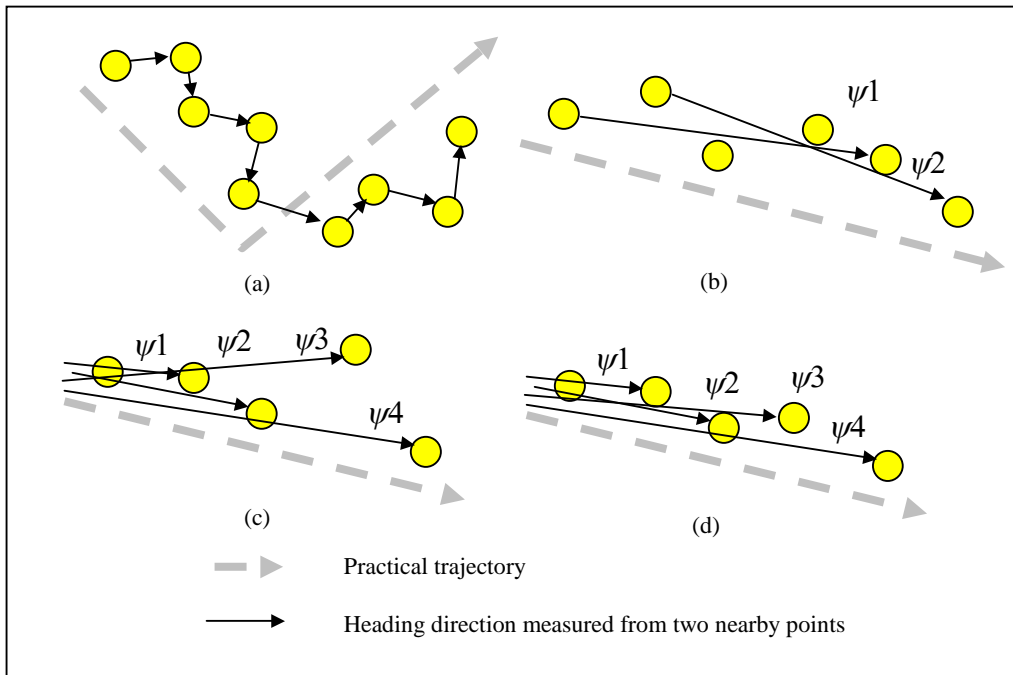 ψ1
ψ2
(a)
(b)
ψ1
ψ2
ψ3
ψ4
(c)
ψ1
ψ2
ψ3
ψ4
(d)
Practical trajectory
Heading direction measured from two nearby points